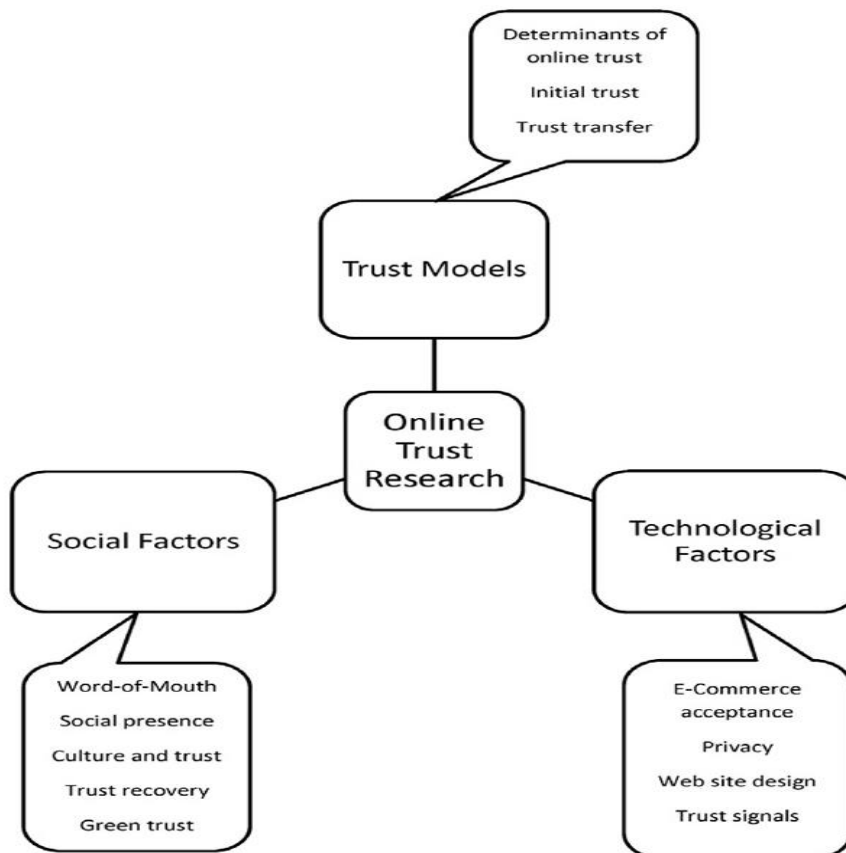 Determinants of
online trust
Initial trust
Trust transfer
Trust Models
Online
Trust
Research
Social Factors
Technological
Factors
Word-of-Mouth
Social presence
Culture and trust
Trust recovery
Green trust
E-Commerce
acceptance
Privacy
Web site design
Trust signals